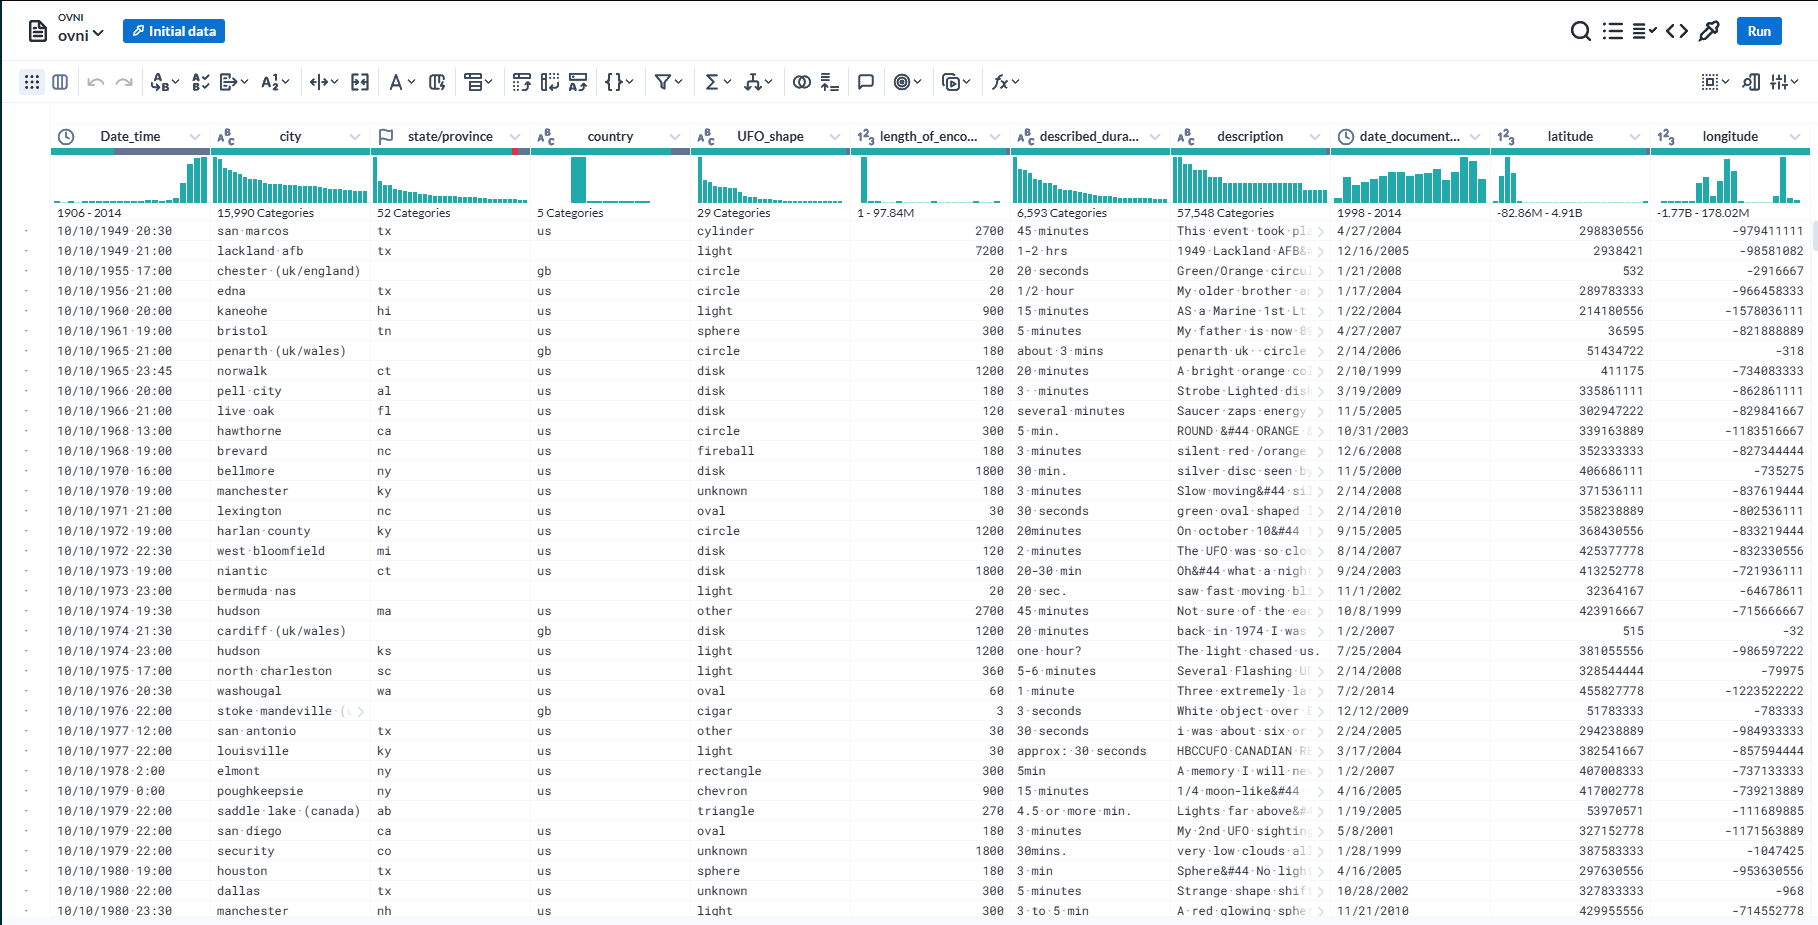 OVNI
ovni
Initial data
Run
Date_time city state/province country UFO_shape length_of_enco... described_dura... description date_document... latitude longitude
1906 - 2014 15,990 Categories 52 Categories 5 Categories 29 Categories 1 - 97.84M 6,593 Categories 57,548 Categories 1998 - 2014 -82.86M - 4.91B -1.77B - 178.02M
10/10/1949·20:30 san·marcos tx us cylinder 2700 45·minutes This·event·took·pl 4/27/2004 298830556 -979411111
10/10/1949·21:00 lackland·afb tx light 7200 1-2·hrs 1949·Lackland·AFB& 12/16/2005 2938421 -98581082
10/10/1955·17:00 chester·(uk/england) gb circle 20 20·seconds Green/Orange·circu 1/21/2008 532 -2916667
10/10/1956·21:00 edna tx us circle 20 1/2·hour My·older·brother·a 1/17/2004 289783333 -966458333
10/10/1960·20:00 kaneohe hi us light 900 15·minutes AS·a·Marine·1st·Lt. 1/22/2004 214180556 -1578036111
10/10/1961·19:00 bristol tn us sphere 300 5·minutes My·father·is·now·8 4/27/2007 36595 -821888889
10/10/1965·21:00 penarth·(uk/wales) gb circle 180 about·3·mins penarth·uk··circle 2/14/2006 51434722 -318
10/10/1965·23:45 norwalk ct us disk 1200 20·minutes A·bright·orange·co 2/10/1999 411175 -734083333
10/10/1966·20:00 pell·city al us disk 180 3··minutes Strobe·Lighted·disk 3/19/2009 335861111 -862861111
10/10/1966·21:00 live·oak fl us disk 120 several·minutes Saucer·zaps·energy 11/5/2005 302947222 -829841667
10/10/1968·13:00 hawthorne ca us circle 300 5·min. ROUND·&#44·ORANGE·& 10/31/2003 339163889 -1183516667
10/10/1968·19:00 brevard nc us fireball 180 3·minutes silent·red·/orange 12/6/2008 352333333 -827344444
10/10/1970·16:00 bellmore ny us disk 1800 30·min. silver·disc·seen·by 11/5/2000 406686111 -735275
10/10/1970·19:00 manchester ky us unknown 180 3·minutes Slow·moving&#44·sil 2/14/2008 371536111 -837619444
10/10/1971·21:00 lexington nc us oval 30 30·seconds green·oval·shaped 2/14/2010 358238889 -802536111
10/10/1972·19:00 harlan·county ky us circle 1200 20minutes On·october·10&#44 9/15/2005 368430556 -833219444
10/10/1972·22:30 west·bloomfield mi us disk 120 2·minutes The·UFO·was·so·clos 8/14/2007 425377778 -832330556
10/10/1973·19:00 niantic ct us disk 1800 20-30·min Oh&#44·what·a·night 9/24/2003 413252778 -721936111
10/10/1973·23:00 bermuda·nas light 20 20·sec. saw·fast·moving·bl 11/1/2002 32364167 -64678611
10/10/1974·19:30 hudson ma us other 2700 45·minutes Not·sure·of·the·ea 10/8/1999 423916667 -715666667
10/10/1974·21:30 cardiff·(uk/wales) gb disk 1200 20·minutes back·in·1974·I·was 1/2/2007 515 -32
10/10/1974·23:00 hudson ks us light 1200 one·hour? The·light·chased·us. 7/25/2004 381055556 -986597222
10/10/1975·17:00 north·charleston sc us light 360 5-6·minutes Several·Flashing·UF 2/14/2008 328544444 -79975
10/10/1976·20:30 washougal wa us oval 60 1·minute Three·extremely·lar 7/2/2014 455827778 -1223522222
10/10/1976·22:00 stoke·mandeville·( gb cigar 3 3·seconds White·object·over 12/12/2009 51783333 -783333
10/10/1977·12:00 san·antonio tx us other 30 30·seconds i·was·about·six·or 2/24/2005 294238889 -984933333
10/10/1977·22:00 louisville ky us light 30 approx:·30·seconds HBCCUFO·CANADIAN·RE 3/17/2004 382541667 -857594444
10/10/1978·2:00 elmont ny us rectangle 300 5min A·memory·I·will·nev 1/2/2007 407008333 -737133333
10/10/1979·0:00 poughkeepsie ny us chevron 900 15·minutes 1/4·moon-like&#44 4/16/2005 417002778 -739213889
10/10/1979·22:00 saddle·lake·(canada) ab triangle 270 4.5·or·more·min. Lights·far·above&#4 1/19/2005 53970571 -111689885
10/10/1979·22:00 san·diego ca us oval 180 3·minutes My·2nd·UFO·sighting 5/8/2001 327152778 -1171563889
10/10/1979·22:00 security co us unknown 1800 30mins. very·low·clouds·al 1/28/1999 387583333 -1047425
10/10/1980·19:00 houston tx us sphere 180 3·min Sphere&#44·No·ligh 4/16/2005 297630556 -953630556
10/10/1980·22:00 dallas tx us unknown 300 5·minutes Strange·shape·shif 10/28/2002 327833333 -968
10/10/1980·23:30 manchester nh us light 300 3·to·5·min A·red·glowing·sphe 11/21/2010 429955556 -714552778